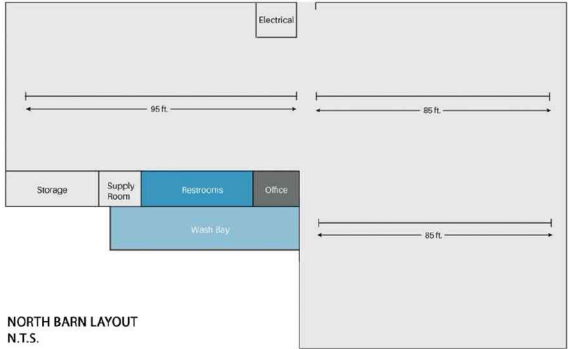 Electrical
95 ft.
85 ft.
Storage
Supply
Room
Restrooms
Office
Wash Bay
85 ft.
NORTH BARN LAYOUT
N.T.S.